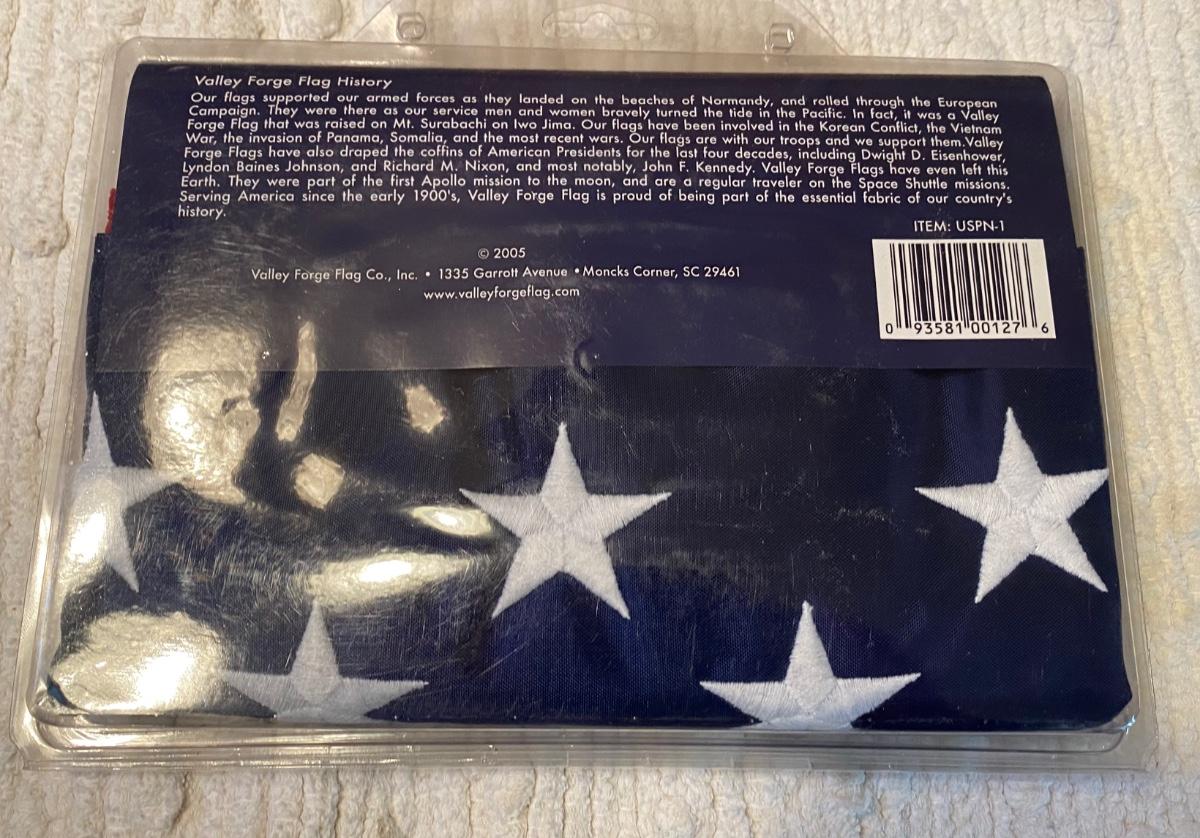 Valley Forge Flag History
Our flags supported our armed forces as they landed on the beaches of Normandy, and rolled through the European
Campaign. They were there as our service men and women bravely turned the tide in the Pacific. In fact, it was a Valley
Forge Flag that was raised on Mt. Surabachi on Iwo Jima. Our flags have been involved in the Korean Conflict, the Vietnam
War, the invasion of Panama, Somalia, and the most recent wars. Our flags are with our troops and we support them.Valley
Forge Flags have also draped the coffins of American Presidents for the last four decades, including Dwight D. Eisenhower,
Lyndon Baines Johnson, and Richard M. Nixon, and most notably, John F. Kennedy. Valley Forge Flags have even left this
Earth. They were part of the first Apollo mission to the moon, and are a regular traveler on the Space Shuttle missions.
Serving America since the early 1900's, Valley Forge Flag is proud of being part of the essential fabric of our country's
history.
ITEM: USPN-1
© 2005
Valley Forge Flag Co., Inc. • 1335 Garrott Avenue • Moncks Corner, SC 29461
www.valleyforgeflag.com
0 93581 00127 6